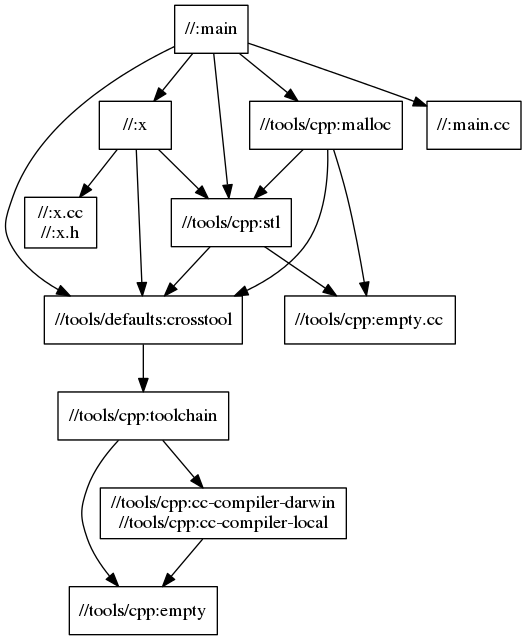 //:main
//:x
//tools/cpp:malloc
//:main.cc
//:x.cc
//:x.h
//tools/cpp:stl
//tools/defaults:crosstool
//tools/cpp:empty.cc
//tools/cpp:toolchain
//tools/cpp:cc-compiler-darwin
//tools/cpp:cc-compiler-local
//tools/cpp:empty